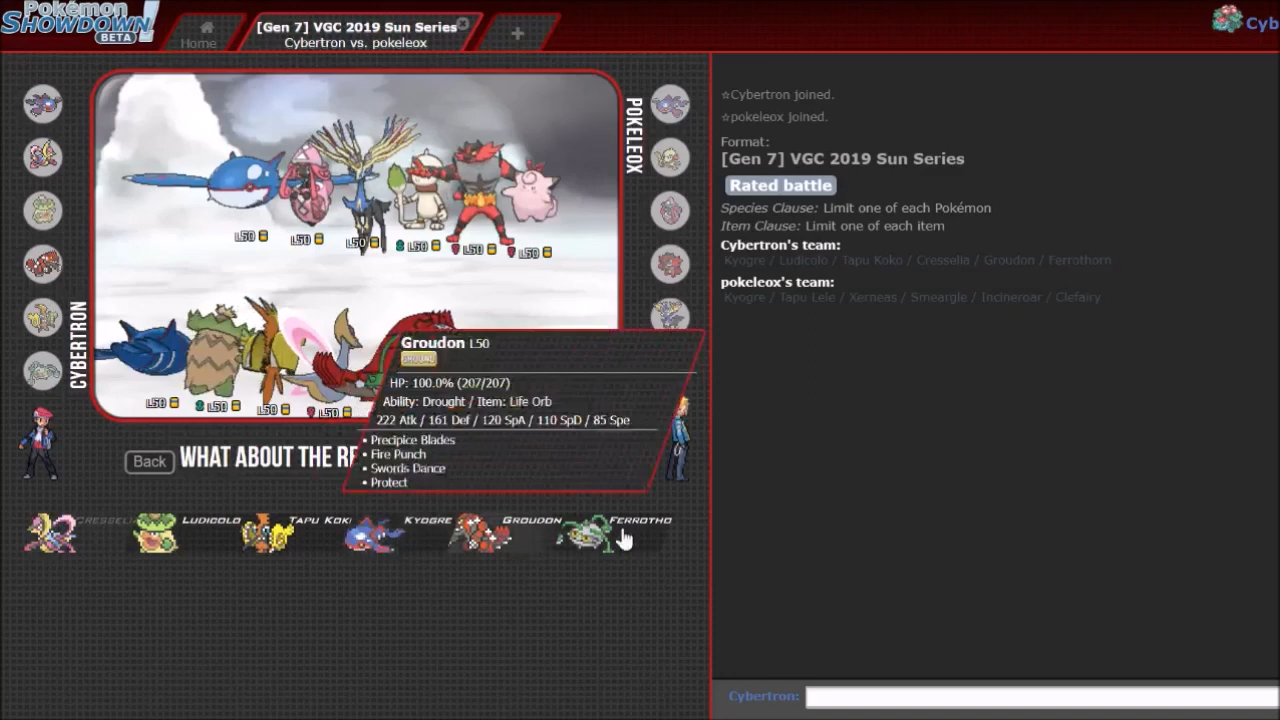 Pokémon
SHOWDOWN!
BETA
Home
[Gen 7] VGC 2019 Sun Series
Cybertron vs. pokeleox
+
Cyb
POKELEOX
CYBERTRON
L50 L50 L50 L50 L50 L50
L50 L50 L50 L50
Groudon L50
GROUND
HP: 100.0% (207/207)
Ability: Drought / Item: Life Orb
222 Atk / 161 Def / 120 SpA / 110 SpD / 85 Spe
• Precipice Blades
• Fire Punch
• Swords Dance
• Protect
Back WHAT ABOUT THE RE
CRESSELI LUDICOLO TAPU KOK KYOGRE GROUDON FERROTHO
☆Cybertron joined.
☆pokeleox joined.
Format:
[Gen 7] VGC 2019 Sun Series
Rated battle
Species Clause: Limit one of each Pokémon
Item Clause: Limit one of each item
Cybertron's team:
Kyogre / Ludicolo / Tapu Koko / Cresselia / Groudon / Ferrothorn
pokeleox's team:
Kyogre / Tapu Lele / Xerneas / Smeargle / Incineroar / Clefairy
Cybertron: